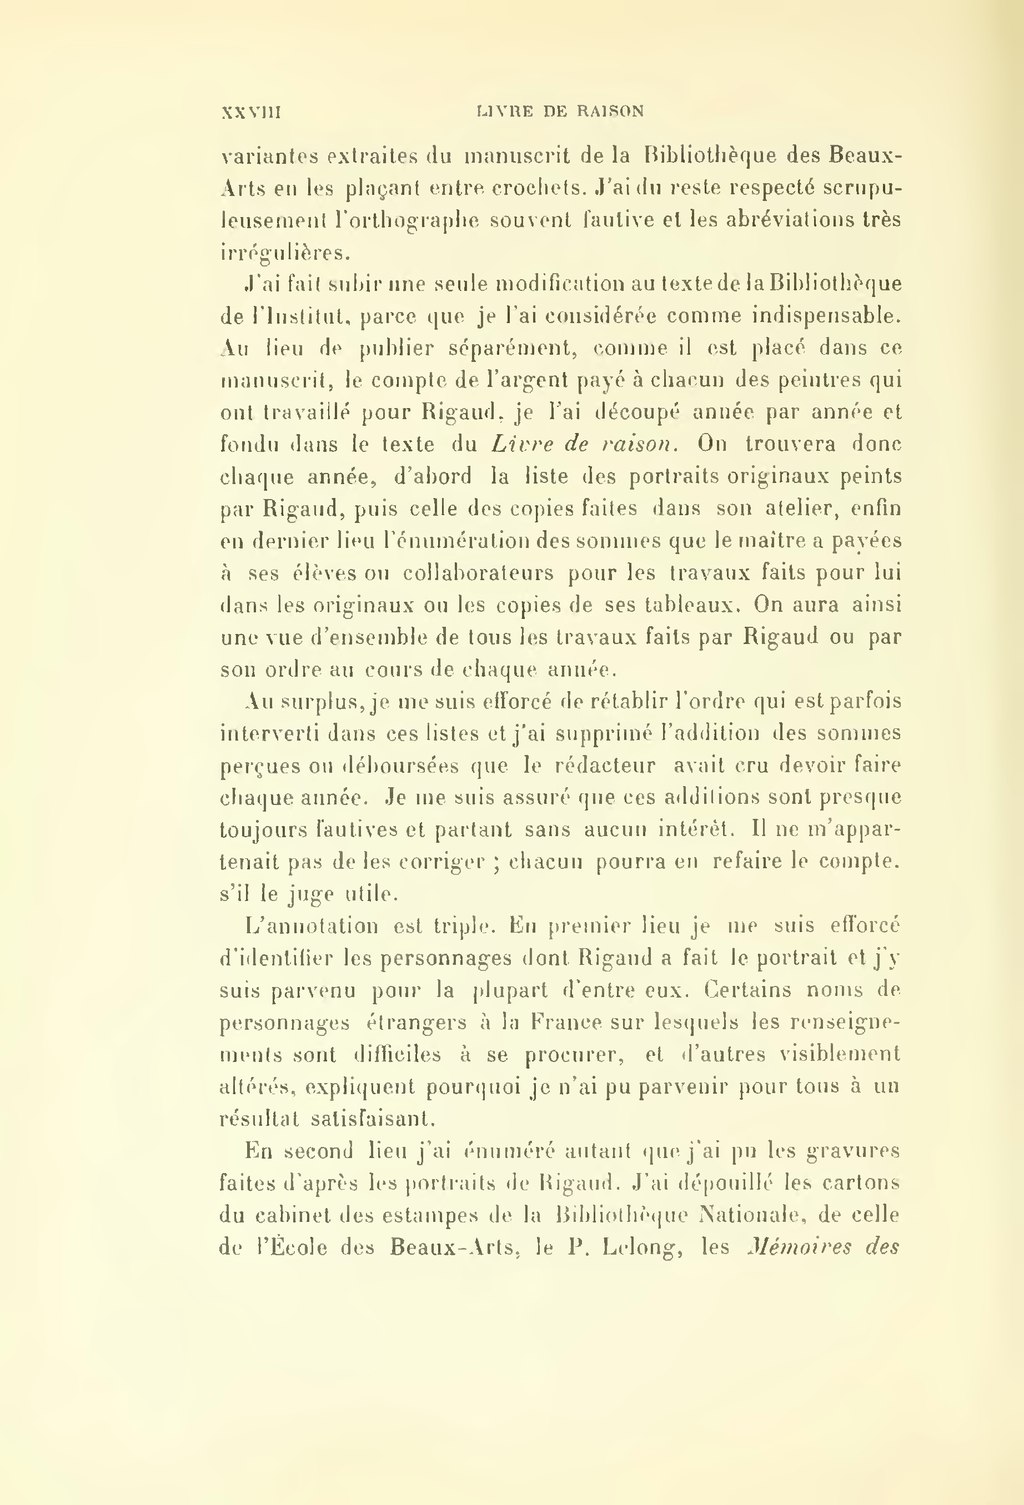 XXVIII LIVRE DE RAISON
variantes extraites du manuscrit de la Bibliothèque des Beaux-
Arts en les plaçant entre crochets. J'ai du reste respecté scrupu-
leusement l'orthographe souvent fautive et les abréviations très
irrégulières.
J'ai fait subir une seule modification au texte de la Bibliothèque
de l'Institut, parce que je l'ai considérée comme indispensable.
Au lieu de publier séparément, comme il est placé dans ce
manuscrit, le compte de l'argent payé à chacun des peintres qui
ont travaillé pour Rigaud, je l'ai découpé année par année et
fondu dans le texte du Livre de raison. On trouvera donc
chaque année, d'abord la liste des portraits originaux peints
par Rigaud, puis celle des copies faites dans son atelier, enfin
en dernier lieu l'énumération des sommes que le maître a payées
à ses élèves ou collaborateurs pour les travaux faits pour lui
dans les originaux ou les copies de ses tableaux. On aura ainsi
une vue d'ensemble de tous les travaux faits par Rigaud ou par
son ordre au cours de chaque année.
Au surplus, je me suis efforcé de rétablir l'ordre qui est parfois
interverti dans ces listes et j'ai supprimé l'addition des sommes
perçues ou déboursées que le rédacteur avait cru devoir faire
chaque année. Je me suis assuré que ces additions sont presque
toujours fautives et partant sans aucun intérêt. Il ne m'appar-
tenait pas de les corriger ; chacun pourra en refaire le compte.
s'il le juge utile.
L'annotation est triple. En premier lieu je me suis efforcé
d'identifier les personnages dont Rigaud a fait le portrait et j'y
suis parvenu pour la plupart d'entre eux. Certains noms de
personnages étrangers à la France sur lesquels les renseigne-
ments sont difficiles à se procurer, et d'autres visiblement
altérés, expliquent pourquoi je n'ai pu parvenir pour tous à un
résultat satisfaisant.
En second lieu j'ai énuméré autant que j'ai pu les gravures
faites d'après les portraits de Rigaud. J'ai dépouillé les cartons
du cabinet des estampes de la Bibliothèque Nationale, de celle
de l'École des Beaux-Arts, le P. Lelong, les Mémoires des